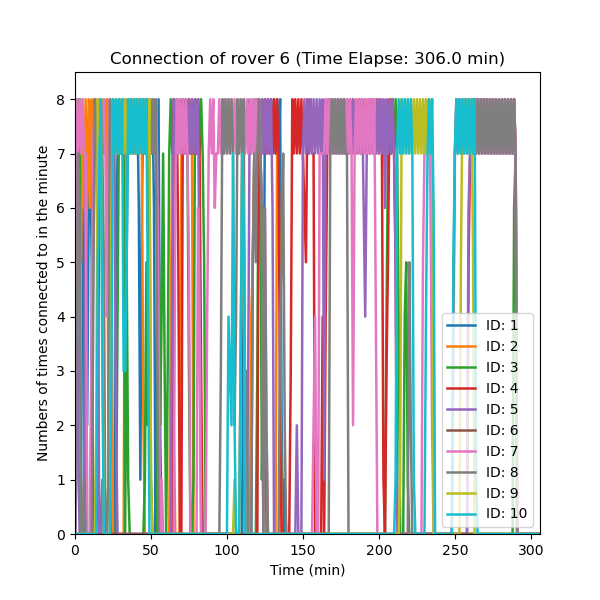 Connection of rover 6 (Time Elapse: 306.0 min)
Numbers of times connected to in the minute
8
7
6
5
4
3
2
1
0
ID: 1
ID: 2
ID: 3
ID: 4
ID: 5
ID: 6
ID: 7
ID: 8
ID: 9
ID: 10
0 50 100 150 200 250 300
Time (min)